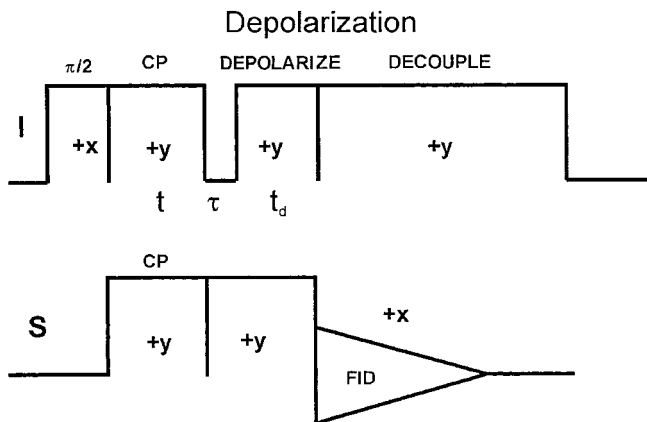 Depolarization
π/2 CP DEPOLARIZE DECOUPLE
I
+x +y +y +y
t τ t_d
CP
S
+x
+y +y
FID